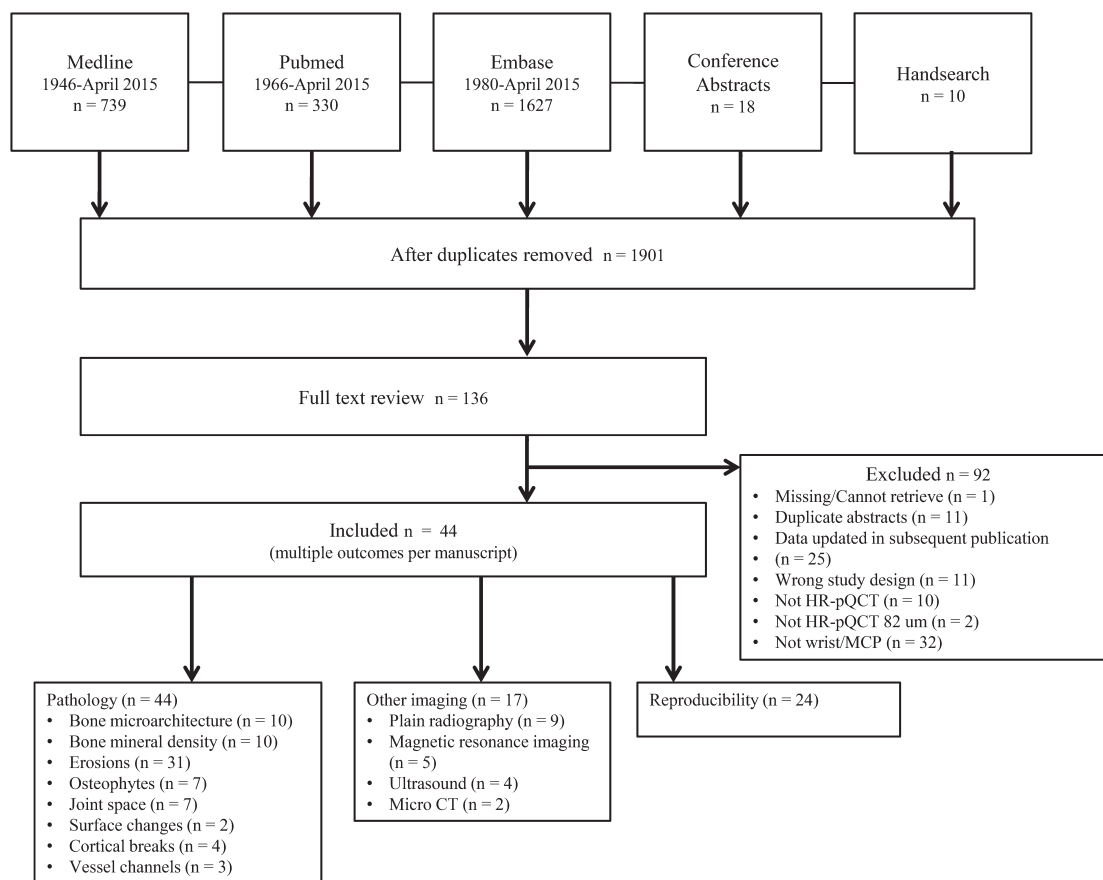 Medline
1946-April 2015
n = 739
Pubmed
1966-April 2015
n = 330
Embase
1980-April 2015
n = 1627
Conference
Abstracts
n = 18
Handsearch
n = 10
After duplicates removed n = 1901
Full text review n = 136
Excluded n = 92
• Missing/Cannot retrieve (n = 1)
• Duplicate abstracts (n = 11)
• Data updated in subsequent publication
• (n = 25)
• Wrong study design (n = 11)
• Not HR-pQCT (n = 10)
• Not HR-pQCT 82 um (n = 2)
• Not wrist/MCP (n = 32)
Included n = 44
(multiple outcomes per manuscript)
Pathology (n = 44)
• Bone microarchitecture (n = 10)
• Bone mineral density (n = 10)
• Erosions (n = 31)
• Osteophytes (n = 7)
• Joint space (n = 7)
• Surface changes (n = 2)
• Cortical breaks (n = 4)
• Vessel channels (n = 3)
Other imaging (n = 17)
• Plain radiography (n = 9)
• Magnetic resonance imaging
(n = 5)
• Ultrasound (n = 4)
• Micro CT (n = 2)
Reproducibility (n = 24)